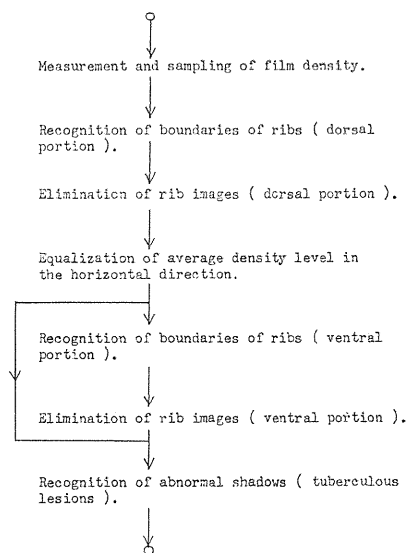 Measurement and sampling of film density.
Recognition of boundaries of ribs ( dorsal
portion ).
Elimination of rib images ( dorsal portion ).
Equalization of average density level in
the horizontal direction.
Recognition of boundaries of ribs ( ventral
portion ).
Elimination of rib images ( ventral portion ).
Recognition of abnormal shadows ( tuberculous
lesions ).